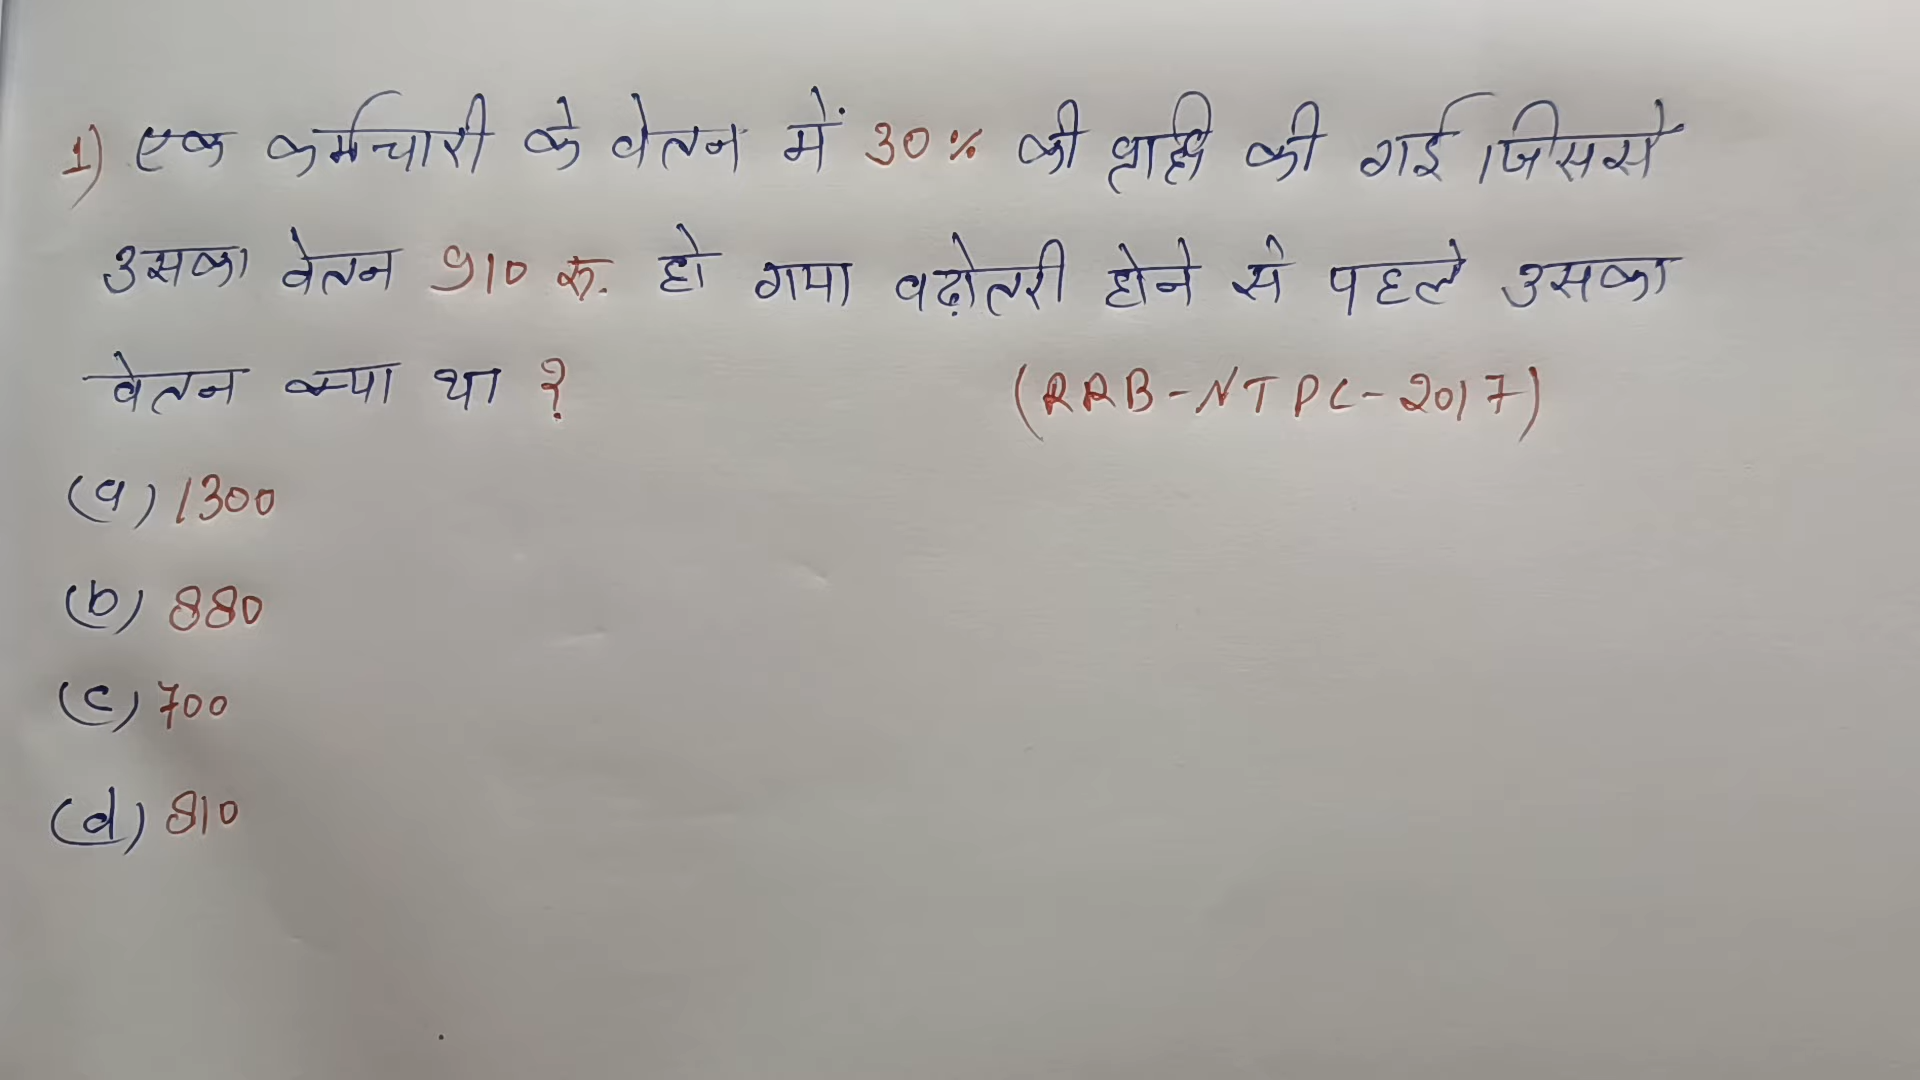 1) एक कर्मचारी के वेतन में 30% की वृद्धि की गई जिससे
उसका वेतन 910 रु. हो गया बढ़ोतरी होने से पहले उसका
वेतन क्या था ?
(RRB-NTPC-2017)
(a) 1300
(b) 880
(c) 700
(d) 810